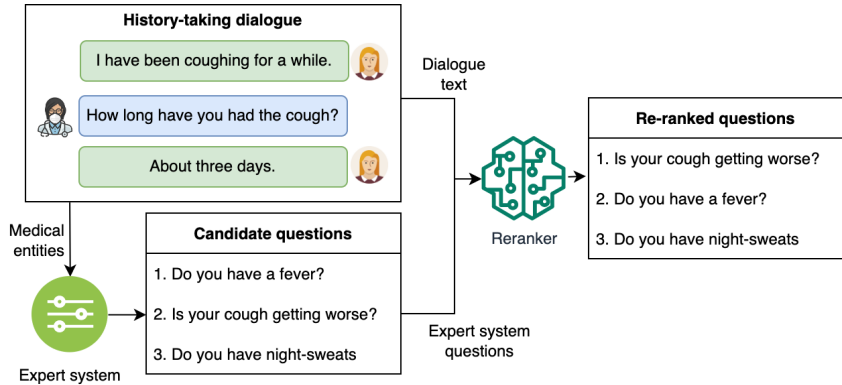 History-taking dialogue
I have been coughing for a while.
How long have you had the cough?
About three days.
Dialogue
text
Medical
entities
Expert system
Candidate questions
1. Do you have a fever?
2. Is your cough getting worse?
3. Do you have night-sweats
Expert system
questions
Reranker
Re-ranked questions
1. Is your cough getting worse?
2. Do you have a fever?
3. Do you have night-sweats